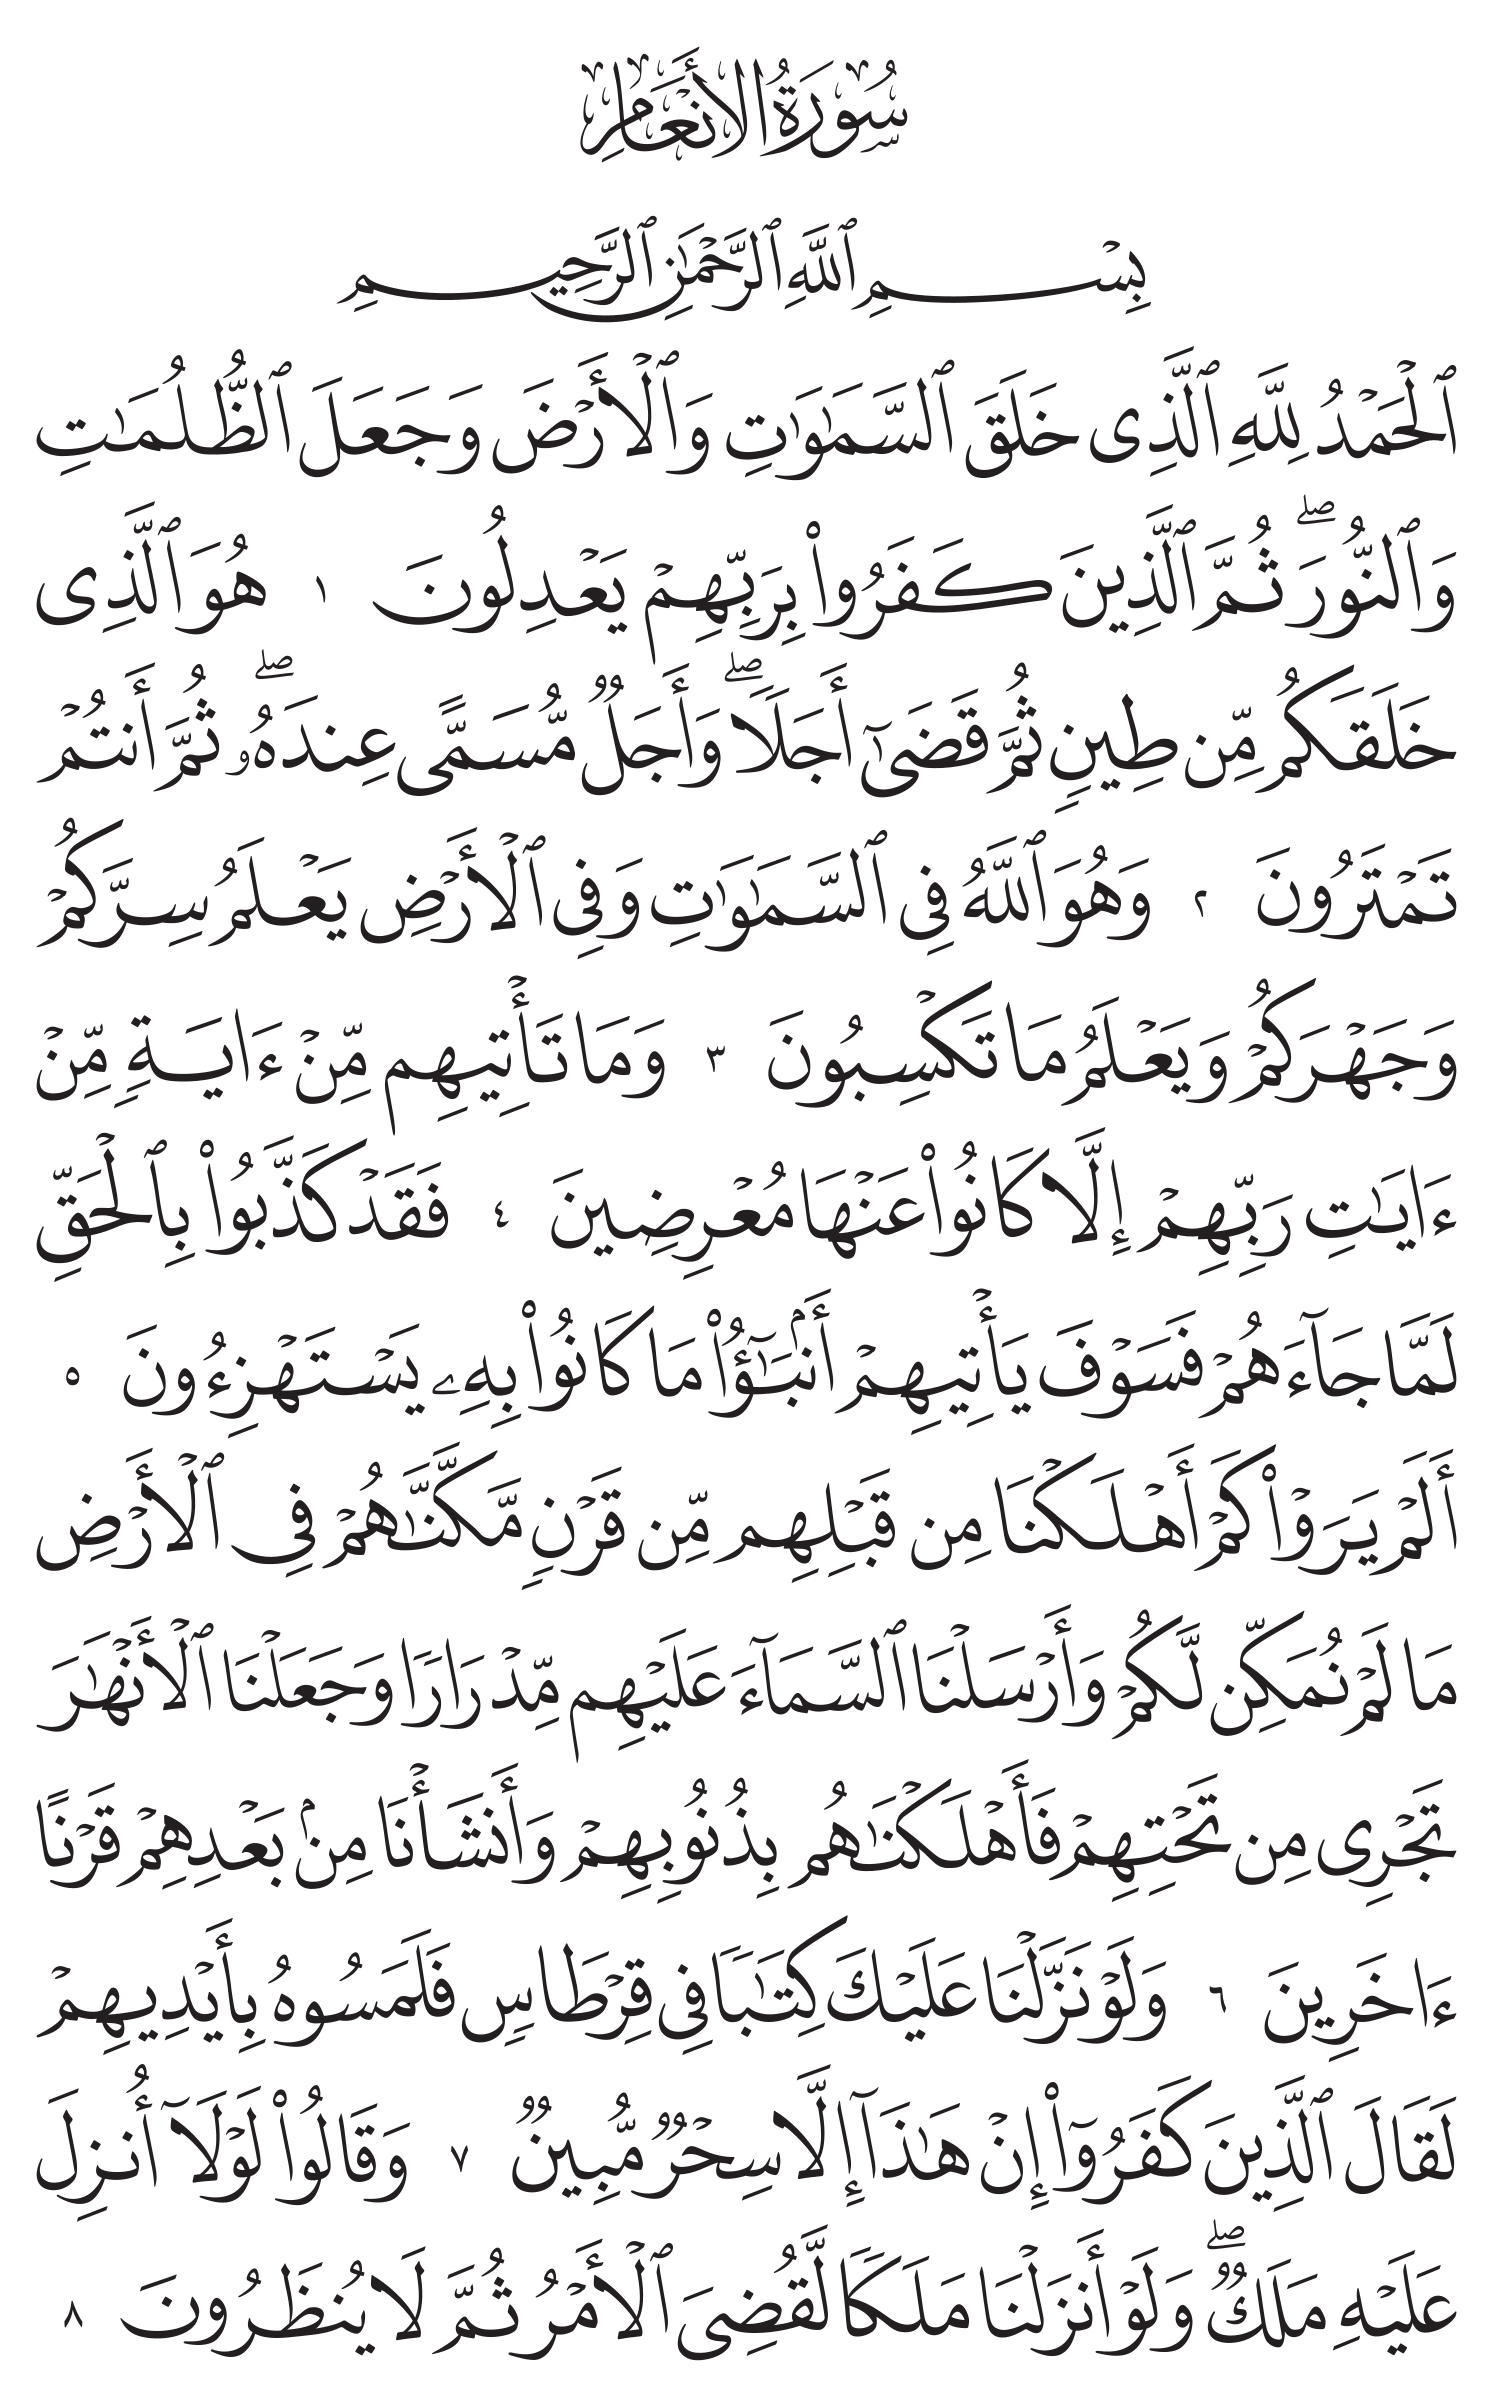 سُورَةُ الأَنْعَامِ
بِسْمِ ٱللَّهِ ٱلرَّحْمَٰنِ ٱلرَّحِيمِ
ٱلْحَمْدُ لِلَّهِ ٱلَّذِى خَلَقَ ٱلسَّمَٰوَٰتِ وَٱلْأَرْضَ وَجَعَلَ ٱلظُّلُمَٰتِ
وَٱلنُّورَ ۖ ثُمَّ ٱلَّذِينَ كَفَرُوا۟ بِرَبِّهِمْ يَعْدِلُونَ ١ هُوَ ٱلَّذِى
خَلَقَكُم مِّن طِينٍ ثُمَّ قَضَىٰٓ أَجَلًا ۖ وَأَجَلٌ مُّسَمًّى عِندَهُۥ ۖ ثُمَّ أَنتُمْ
تَمْتَرُونَ ٢ وَهُوَ ٱللَّهُ فِى ٱلسَّمَٰوَٰتِ وَفِى ٱلْأَرْضِ يَعْلَمُ سِرَّكُمْ
وَجَهْرَكُمْ وَيَعْلَمُ مَا تَكْسِبُونَ ٣ وَمَا تَأْتِيهِم مِّنْ ءَايَةٍ مِّنْ
ءَايَٰتِ رَبِّهِمْ إِلَّا كَانُوا۟ عَنْهَا مُعْرِضِينَ ٤ فَقَدْ كَذَّبُوا۟ بِٱلْحَقِّ
لَمَّا جَآءَهُمْ فَسَوْفَ يَأْتِيهِمْ أَنۢبَٰٓؤُا۟ مَا كَانُوا۟ بِهِۦ يَسْتَهْزِءُونَ ٥
أَلَمْ يَرَوْا۟ كَمْ أَهْلَكْنَا مِن قَبْلِهِم مِّن قَرْنٍ مَّكَّنَّٰهُمْ فِى ٱلْأَرْضِ
مَا لَمْ نُمَكِّن لَّكُمْ وَأَرْسَلْنَا ٱلسَّمَآءَ عَلَيْهِم مِّدْرَارًا وَجَعَلْنَا ٱلْأَنْهَٰرَ
تَجْرِى مِن تَحْتِهِمْ فَأَهْلَكْنَٰهُم بِذُنُوبِهِمْ وَأَنشَأْنَا مِنۢ بَعْدِهِمْ قَرْنًا
ءَاخَرِينَ ٦ وَلَوْ نَزَّلْنَا عَلَيْكَ كِتَٰبًا فِى قِرْطَاسٍ فَلَمَسُوهُ بِأَيْدِيهِمْ
لَقَالَ ٱلَّذِينَ كَفَرُوٓا۟ إِنْ هَٰذَآ إِلَّا سِحْرٌ مُّبِينٌ ٧ وَقَالُوا۟ لَوْلَآ أُنزِلَ
عَلَيْهِ مَلَكٌ ۖ وَلَوْ أَنزَلْنَا مَلَكًا لَّقُضِىَ ٱلْأَمْرُ ثُمَّ لَا يُنظَرُونَ ٨